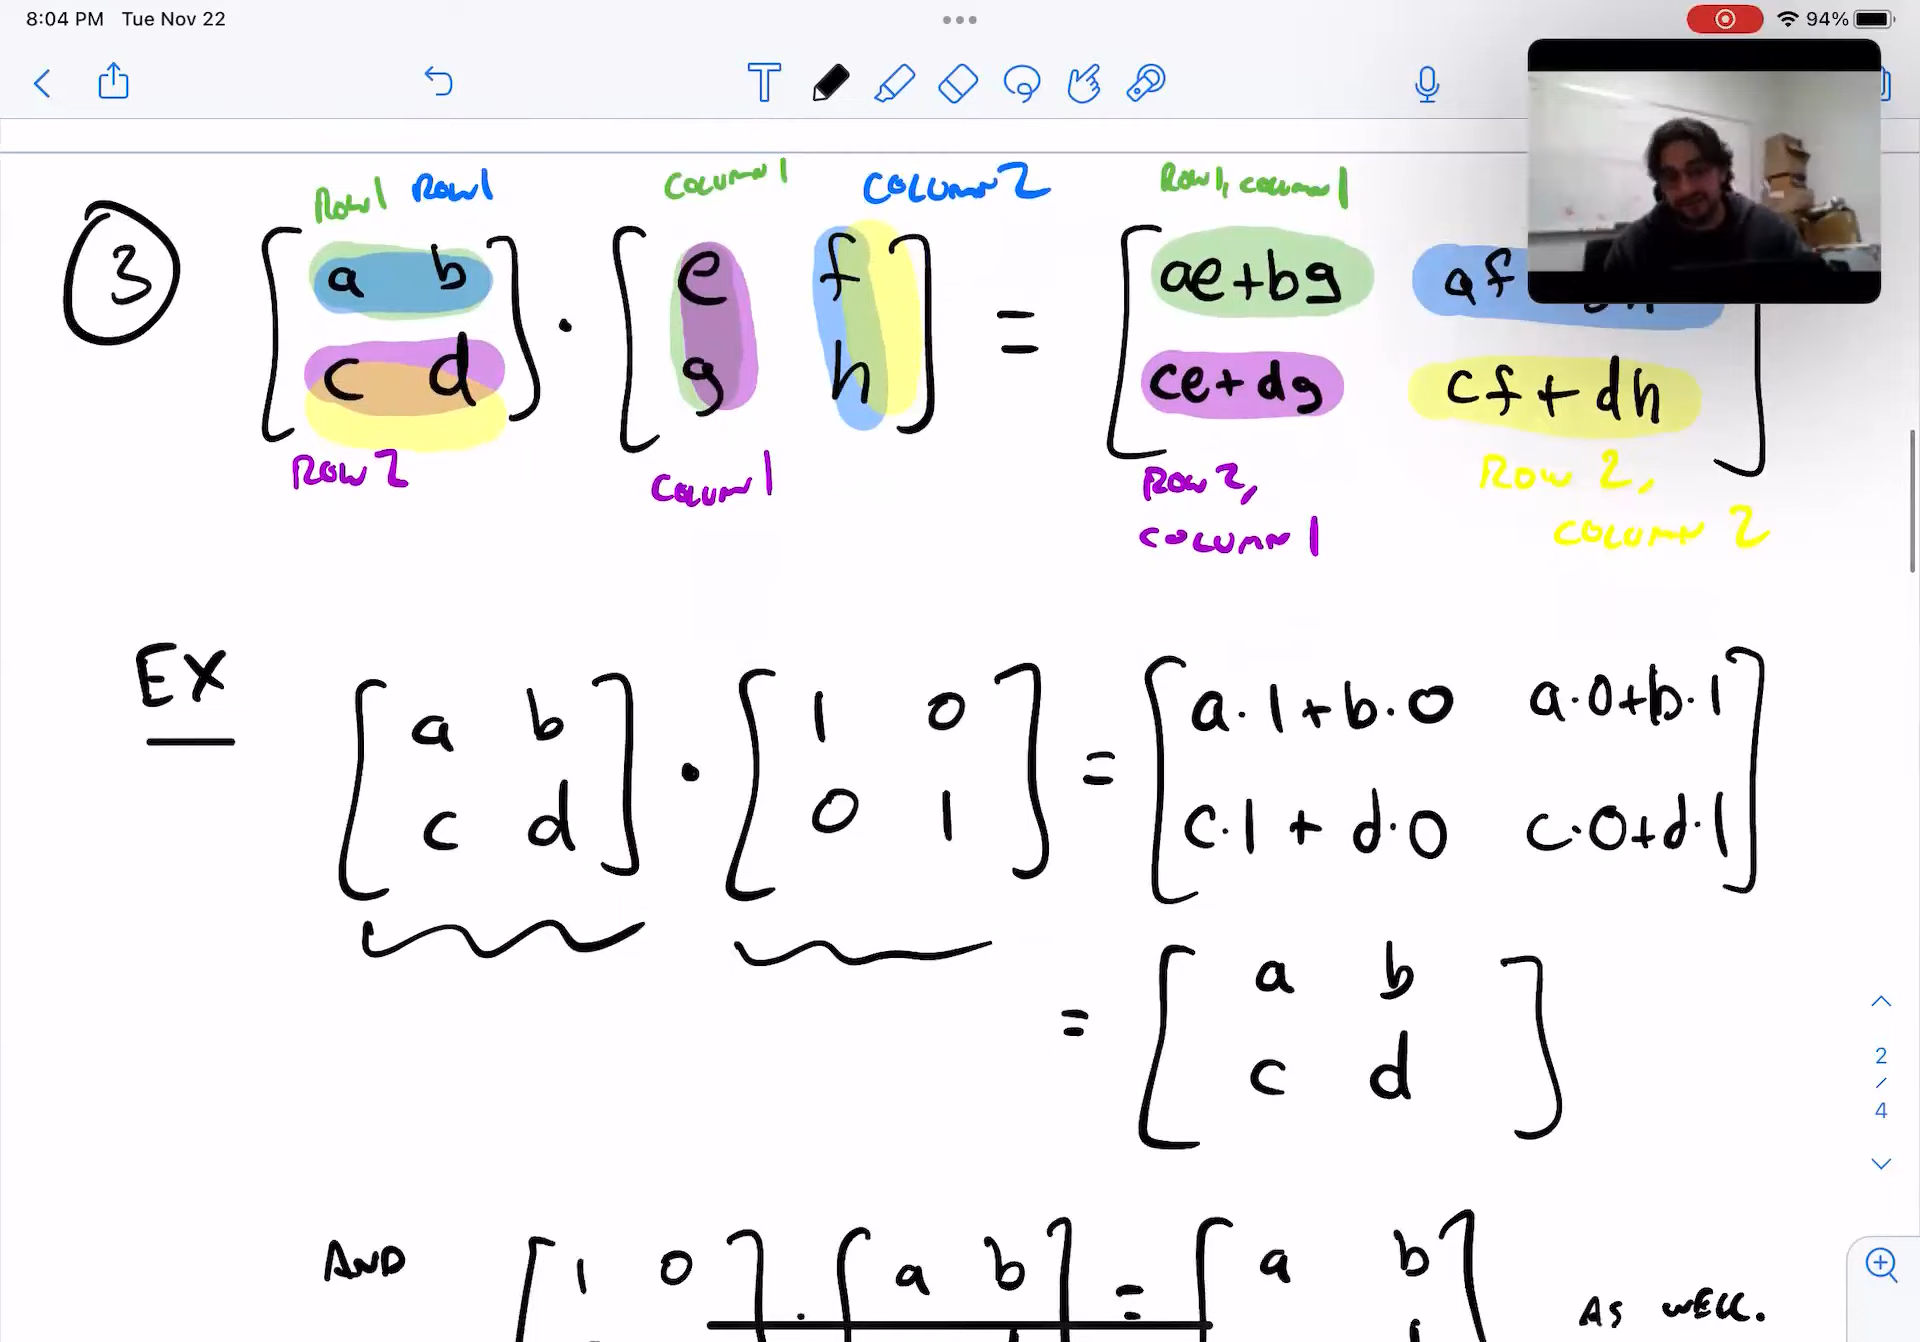 8:04 PM Tue Nov 22
94%
Row 1 Row 1 Column 1 Column 2 Row 1, column 1
3 [ a b ] · [ e f ] = [ ae+bg af
[ c d ] [ g h ] [ ce+dg cf+dh ]
Row 2 Column 1 Row 2, column 1 Row 2, column 2
EX [ a b ] · [ 1 0 ] = [ a·1+b·0 a·0+b·1 ]
[ c d ] [ 0 1 ] [ c·1+d·0 c·0+d·1 ]
= [ a b ]
[ c d ]
2
/
4
AND [ 1 0 ] · [ a b ] = [ a b ] AS WELL.